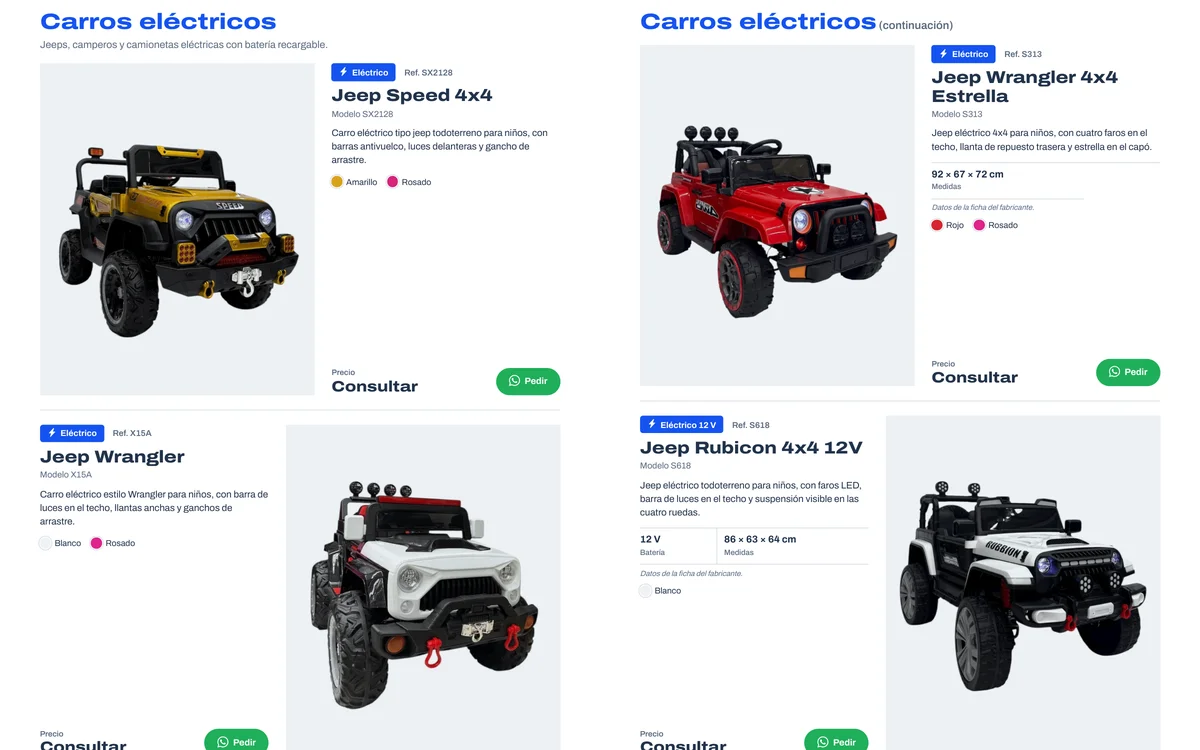 Carros eléctricos
Jeeps, camperos y camionetas eléctricas con batería recargable.
Eléctrico Ref. SX2128
Jeep Speed 4x4
Modelo SX2128
Carro eléctrico tipo jeep todoterreno para niños, con
barras antivuelco, luces delanteras y gancho de
arrastre.
Amarillo Rosado
SPEED
Precio
Consultar
Pedir
Eléctrico Ref. X15A
Jeep Wrangler
Modelo X15A
Carro eléctrico estilo Wrangler para niños, con barra de
luces en el techo, llantas anchas y ganchos de
arrastre.
Blanco Rosado
Precio
Consultar
Pedir
Carros eléctricos (continuación)
Eléctrico Ref. S313
Jeep Wrangler 4x4
Estrella
Modelo S313
Jeep eléctrico 4x4 para niños, con cuatro faros en el
techo, llanta de repuesto trasera y estrella en el capó.
92 × 67 × 72 cm
Medidas
Datos de la ficha del fabricante.
Rojo Rosado
Precio
Consultar
Pedir
Eléctrico 12 V Ref. S618
Jeep Rubicon 4x4 12V
Modelo S618
Jeep eléctrico todoterreno para niños, con faros LED,
barra de luces en el techo y suspensión visible en las
cuatro ruedas.
12 V 86 × 63 × 64 cm
Batería Medidas
Datos de la ficha del fabricante.
Blanco
Precio
Consultar
Pedir